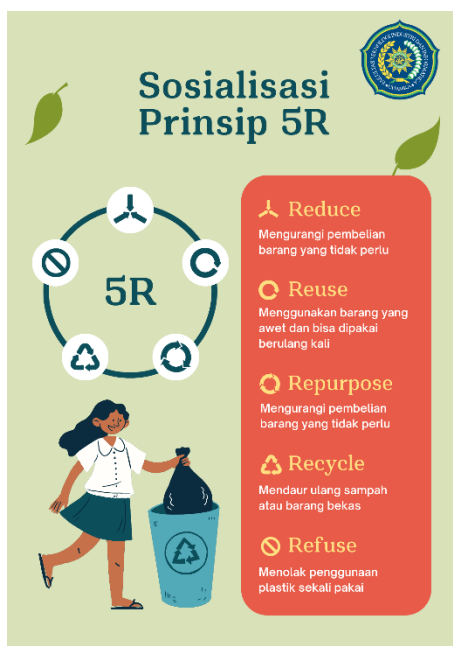 Sosialisasi
Prinsip 5R
5R
Reduce
Mengurangi pembelian
barang yang tidak perlu
Reuse
Menggunakan barang yang
awet dan bisa dipakai
berulang kali
Repurpose
Mengurangi pembelian
barang yang tidak perlu
Recycle
Mendaur ulang sampah
atau barang bekas
Refuse
Menolak penggunaan
plastik sekali pakai